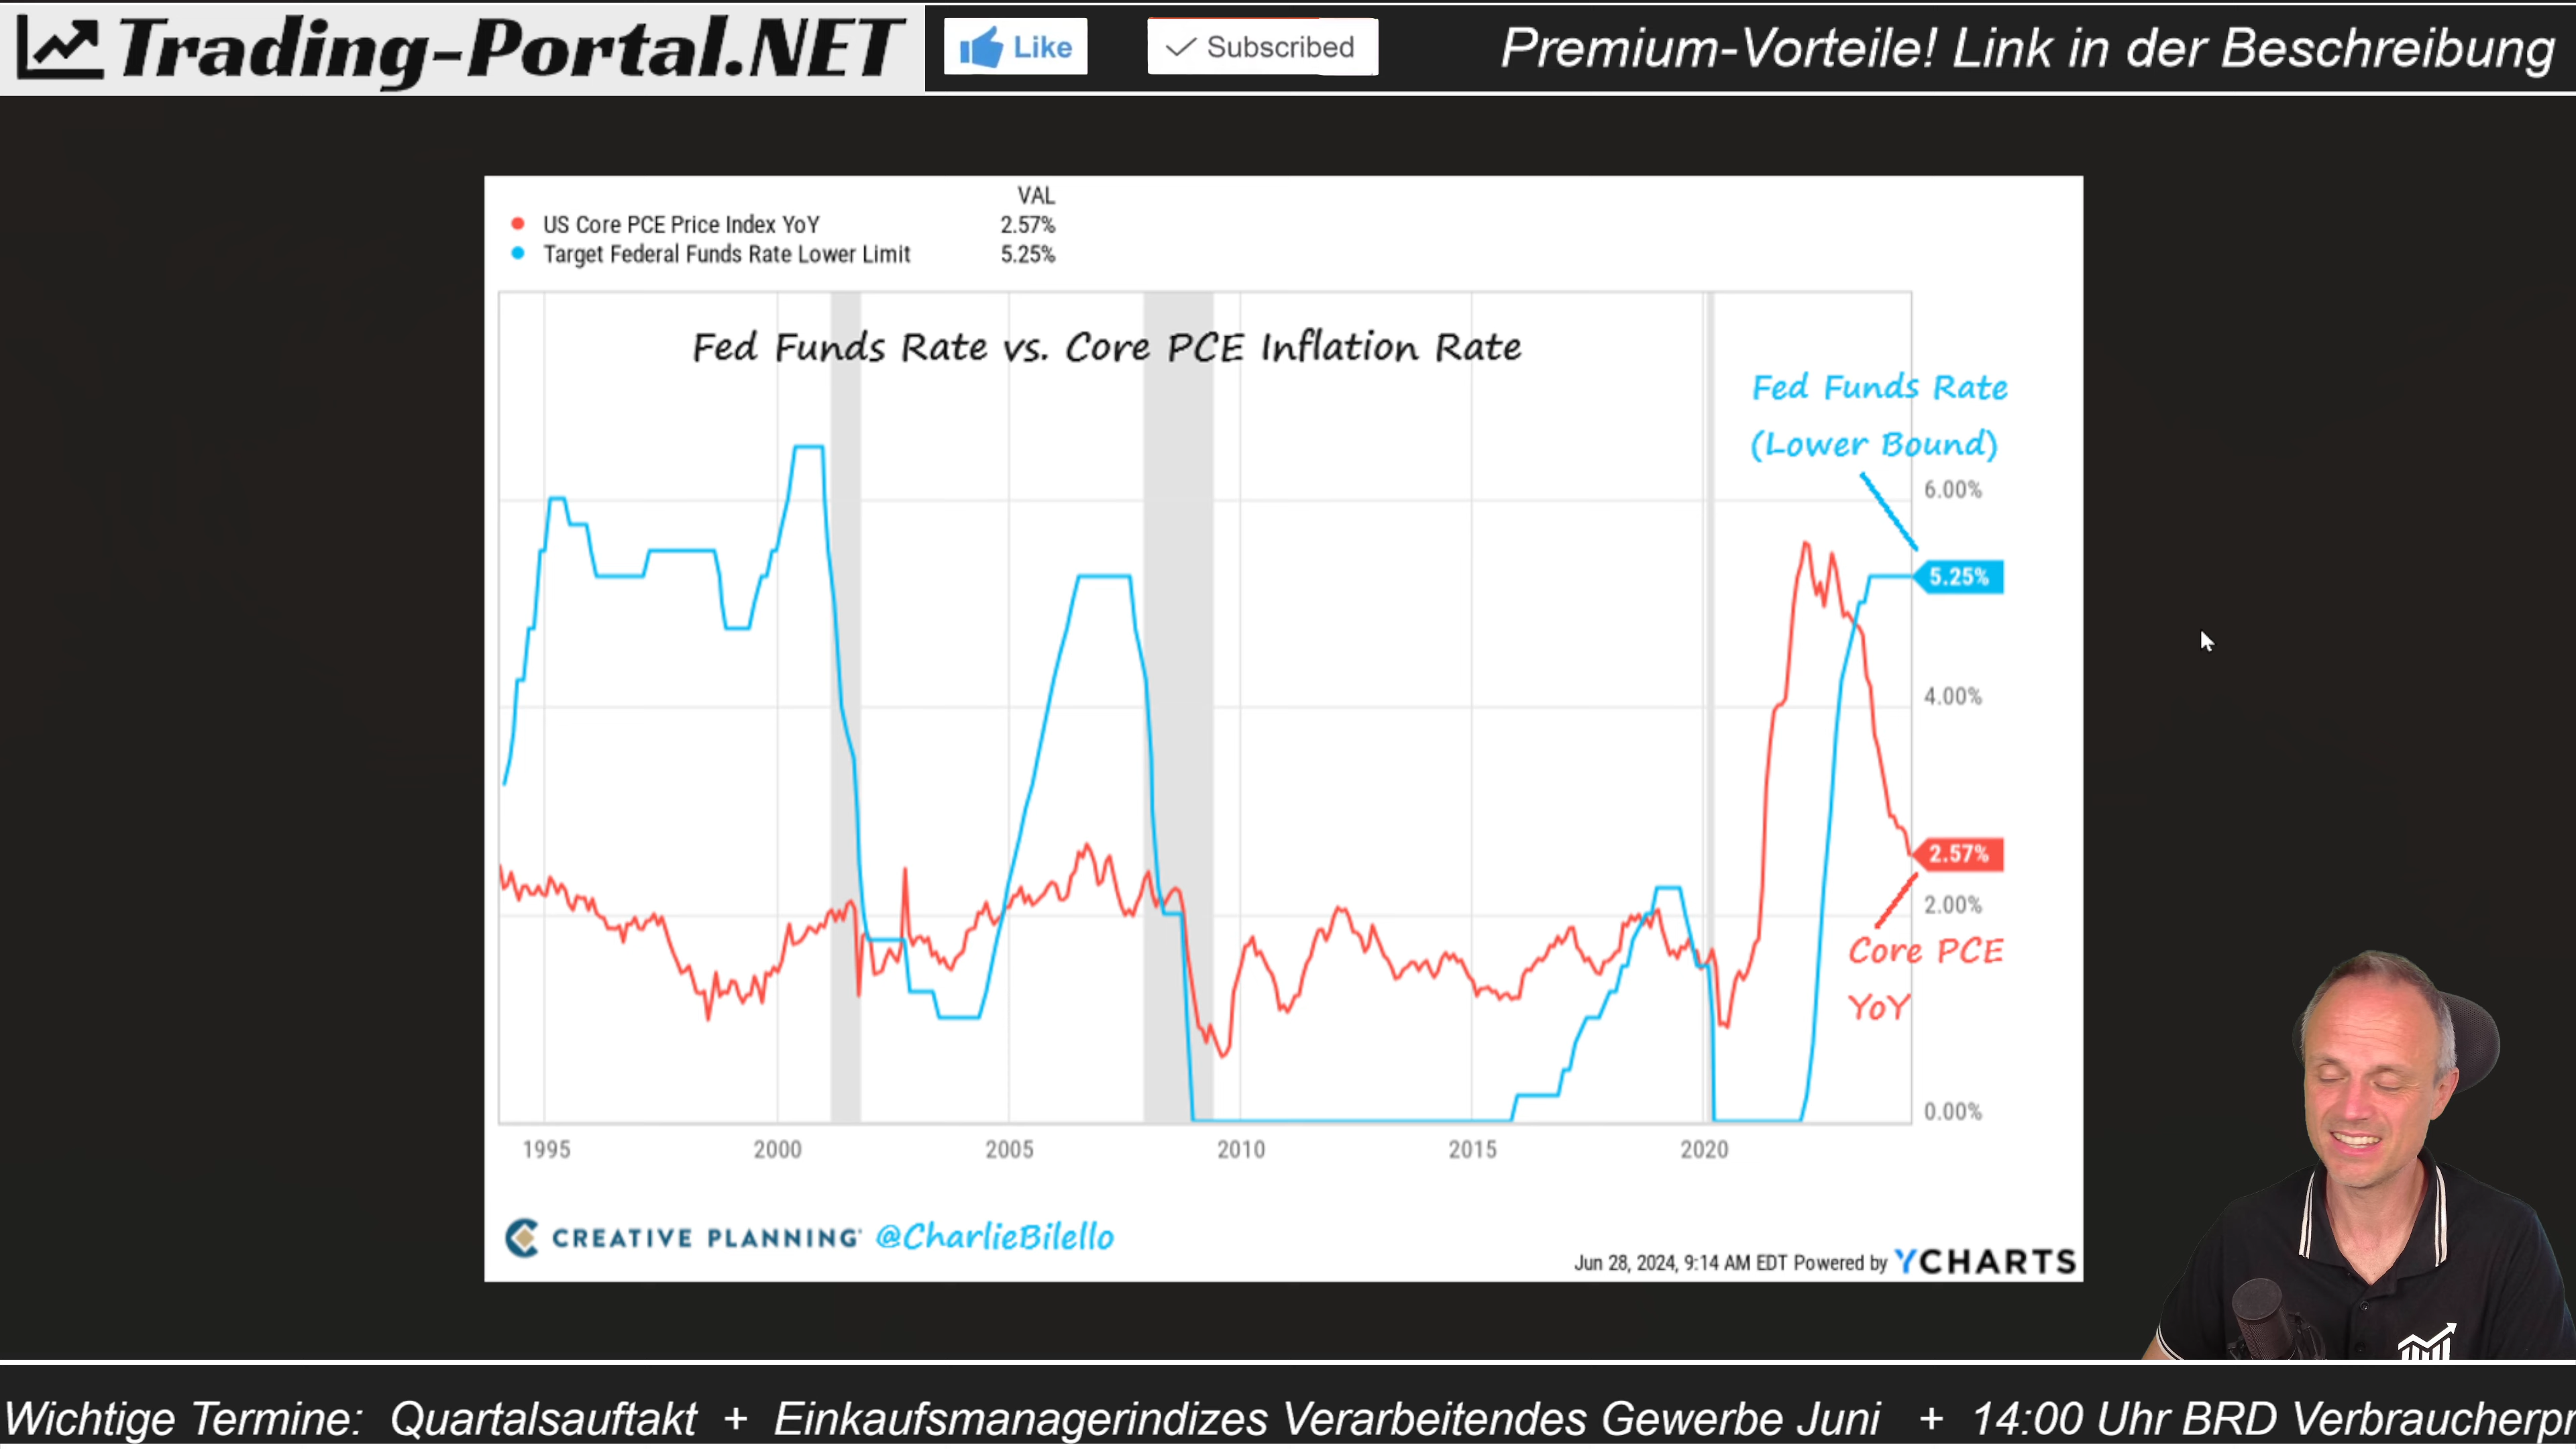 Trading-Portal.NET
Like
Subscribed
Premium-Vorteile! Link in der Beschreibung
VAL
US Core PCE Price Index YoY 2.57%
Target Federal Funds Rate Lower Limit 5.25%
Fed Funds Rate vs. Core PCE Inflation Rate
Fed Funds Rate
(Lower Bound)
6.00%
5.25%
4.00%
2.57%
2.00%
Core PCE
YoY
0.00%
1995 2000 2005 2010 2015 2020
CREATIVE PLANNING @CharlieBilello
Jun 28, 2024, 9:14 AM EDT Powered by YCHARTS
Wichtige Termine: Quartalsauftakt + Einkaufsmanagerindizes Verarbeitendes Gewerbe Juni + 14:00 Uhr BRD